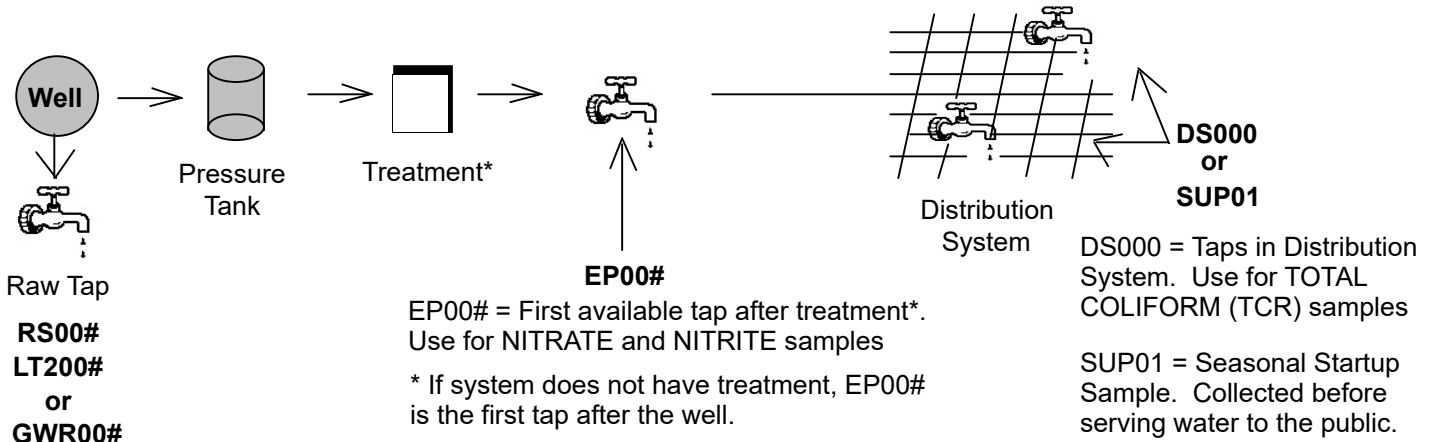 Well
Pressure
Tank
Treatment*
Raw Tap
RS00#
LT200#
or
GWR00#
EP00#
EP00# = First available tap after treatment*.
Use for NITRATE and NITRITE samples
* If system does not have treatment, EP00#
is the first tap after the well.
Distribution
System
DS000
or
SUP01
DS000 = Taps in Distribution
System. Use for TOTAL
COLIFORM (TCR) samples
SUP01 = Seasonal Startup
Sample. Collected before
serving water to the public.